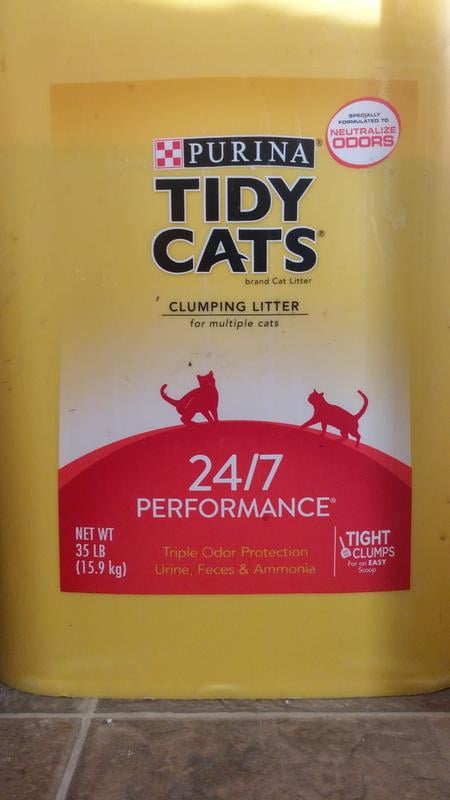 SPECIALLY
FORMULATED TO
NEUTRALIZE
ODORS
PURINA®
TIDY
CATS®
brand Cat Litter
CLUMPING LITTER
for multiple cats
24/7
PERFORMANCE®
NET WT
35 LB
(15.9 kg)
Triple Odor Protection
Urine, Feces & Ammonia
TIGHT
CLUMPS
For an EASY
Scoop